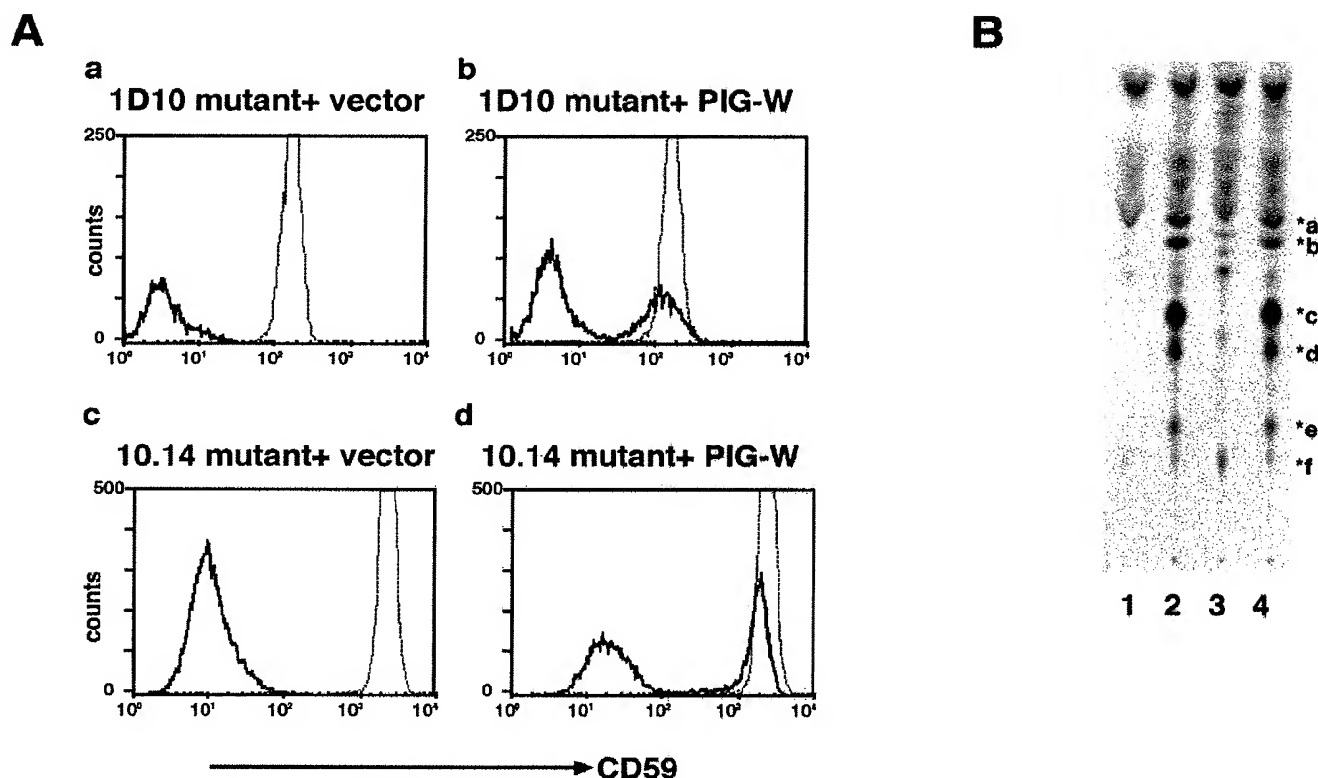 A
a
1D10 mutant+ vector
b
1D10 mutant+ PIG-W
250
counts
0
10⁰ 10¹ 10² 10³ 10⁴
250
0
10⁰ 10¹ 10² 10³ 10⁴
c
10.14 mutant+ vector
d
10.14 mutant+ PIG-W
500
counts
0
10⁰ 10¹ 10² 10³ 10⁴
500
0
10⁰ 10¹ 10² 10³ 10⁴
CD59
B
*a
*b
*c
*d
*e
*f
1 2 3 4